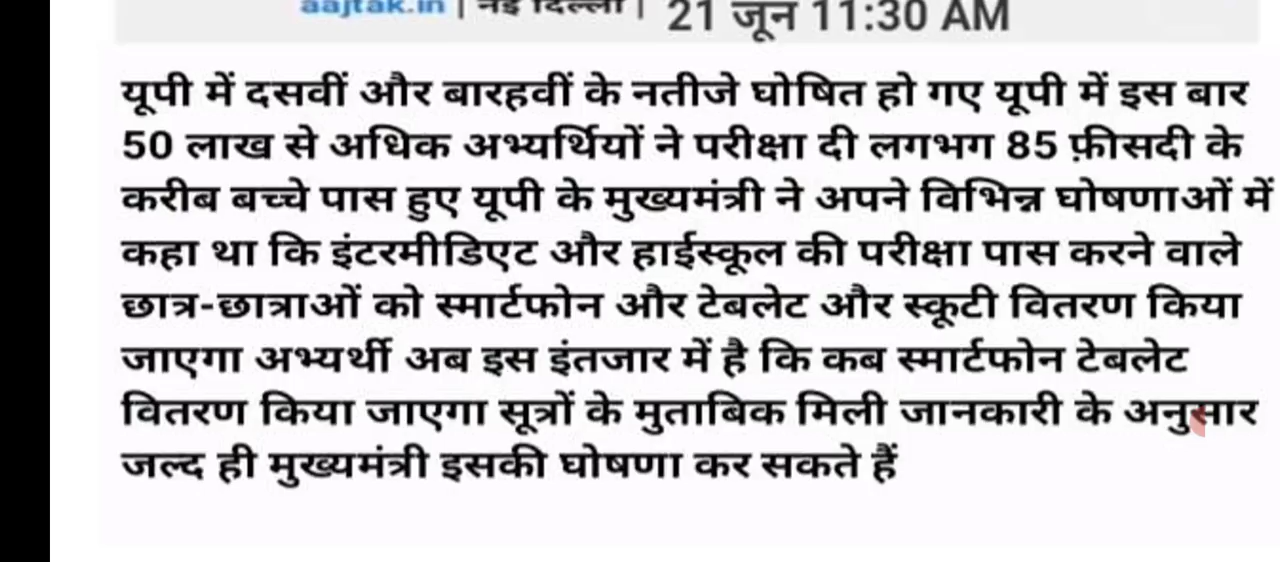 aajtak.in | नई दिल्ली | 21 जून 11:30 AM
यूपी में दसवीं और बारहवीं के नतीजे घोषित हो गए यूपी में इस बार
50 लाख से अधिक अभ्यर्थियों ने परीक्षा दी लगभग 85 फ़ीसदी के
करीब बच्चे पास हुए यूपी के मुख्यमंत्री ने अपने विभिन्न घोषणाओं में
कहा था कि इंटरमीडिएट और हाईस्कूल की परीक्षा पास करने वाले
छात्र-छात्राओं को स्मार्टफोन और टेबलेट और स्कूटी वितरण किया
जाएगा अभ्यर्थी अब इस इंतजार में है कि कब स्मार्टफोन टेबलेट
वितरण किया जाएगा सूत्रों के मुताबिक मिली जानकारी के अनुसार
जल्द ही मुख्यमंत्री इसकी घोषणा कर सकते हैं